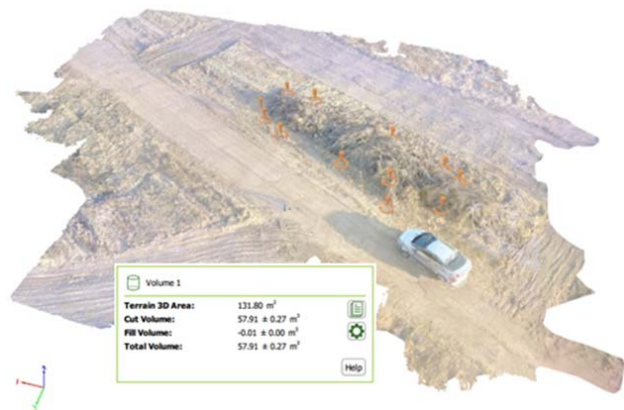 Volume 1
Terrain 3D Area: 131.80 m²
Cut Volume: 57.91 ± 0.27 m³
Fill Volume: -0.01 ± 0.00 m³
Total Volume: 57.91 ± 0.27 m³
Help